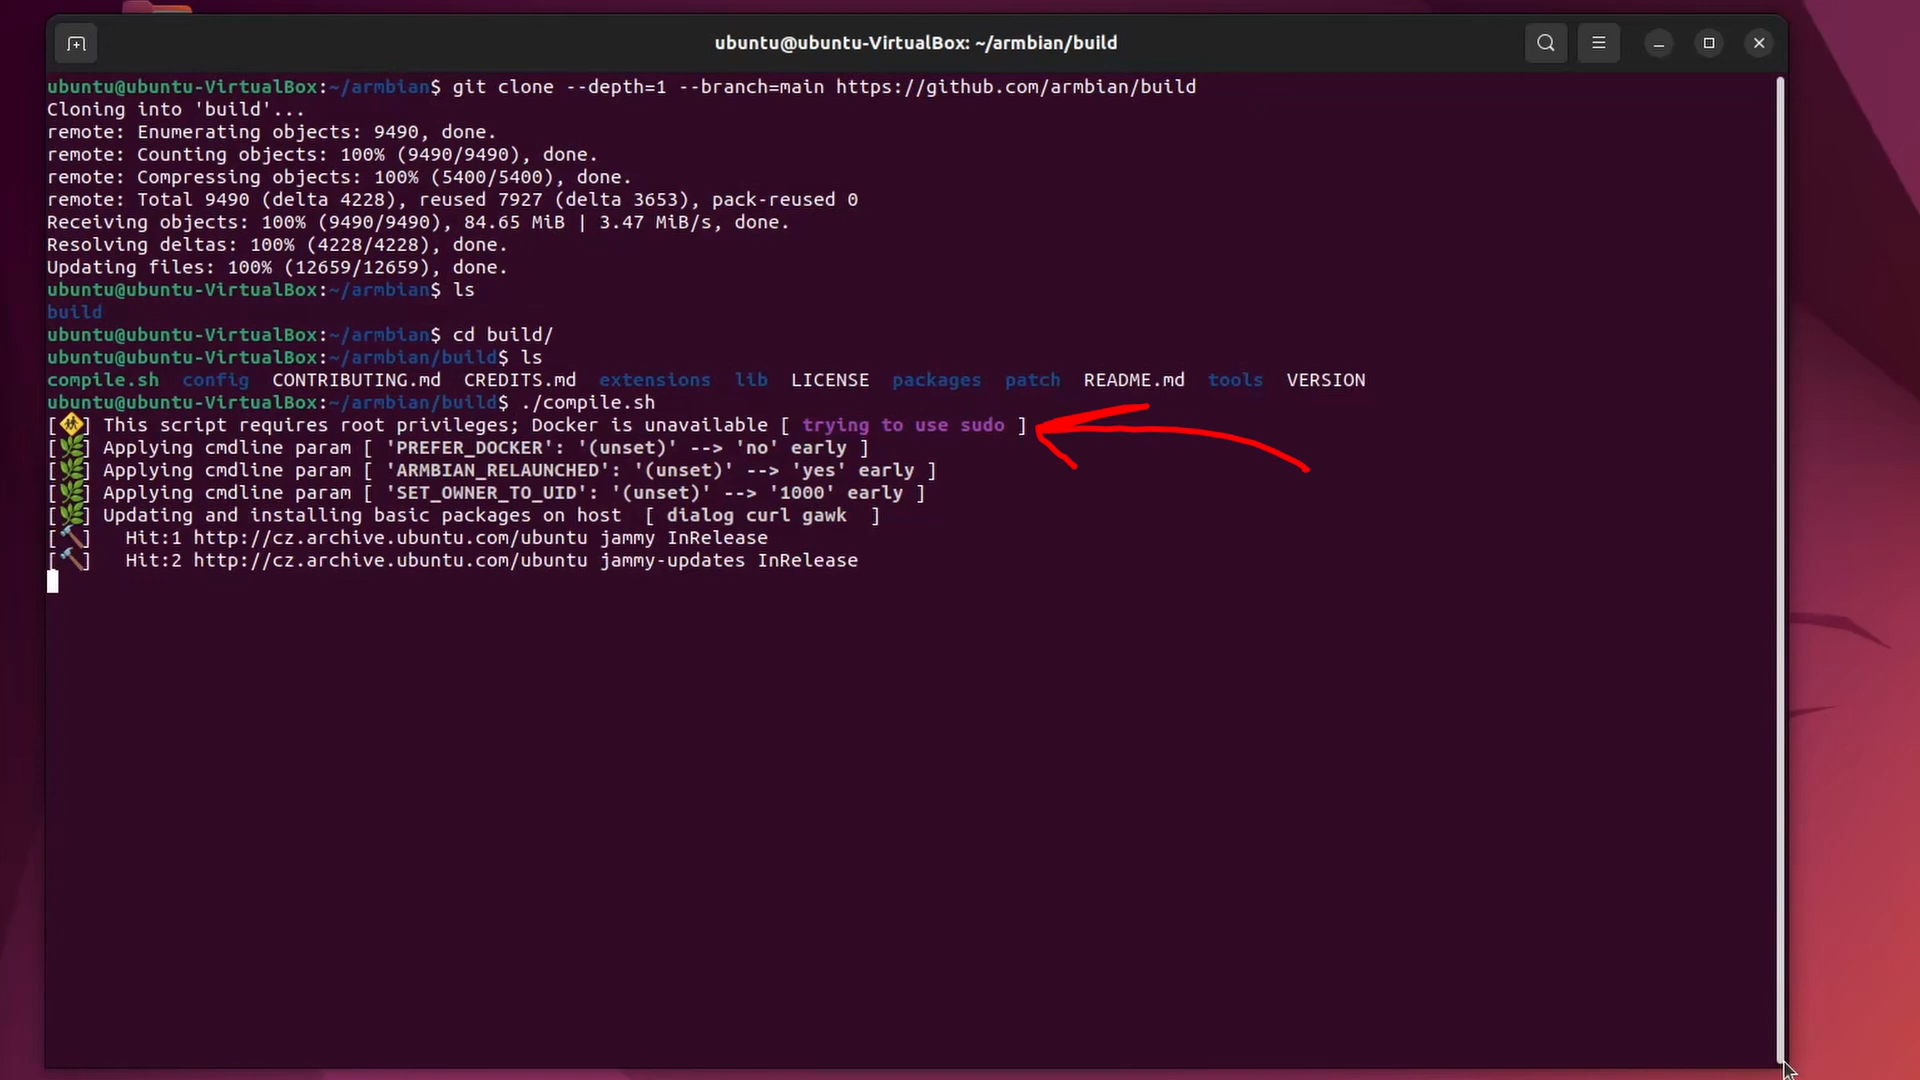 ubuntu@ubuntu-VirtualBox: ~/armbian/build
ubuntu@ubuntu-VirtualBox:~/armbian$ git clone --depth=1 --branch=main https://github.com/armbian/build
Cloning into 'build'...
remote: Enumerating objects: 9490, done.
remote: Counting objects: 100% (9490/9490), done.
remote: Compressing objects: 100% (5400/5400), done.
remote: Total 9490 (delta 4228), reused 7927 (delta 3653), pack-reused 0
Receiving objects: 100% (9490/9490), 84.65 MiB | 3.47 MiB/s, done.
Resolving deltas: 100% (4228/4228), done.
Updating files: 100% (12659/12659), done.
ubuntu@ubuntu-VirtualBox:~/armbian$ ls
build
ubuntu@ubuntu-VirtualBox:~/armbian$ cd build/
ubuntu@ubuntu-VirtualBox:~/armbian/build$ ls
compile.sh config CONTRIBUTING.md CREDITS.md extensions lib LICENSE packages patch README.md tools VERSION
ubuntu@ubuntu-VirtualBox:~/armbian/build$ ./compile.sh
[🚸] This script requires root privileges; Docker is unavailable [ trying to use sudo ]
[🌿] Applying cmdline param [ 'PREFER_DOCKER': '(unset)' --> 'no' early ]
[🌿] Applying cmdline param [ 'ARMBIAN_RELAUNCHED': '(unset)' --> 'yes' early ]
[🌿] Applying cmdline param [ 'SET_OWNER_TO_UID': '(unset)' --> '1000' early ]
[🌿] Updating and installing basic packages on host [ dialog curl gawk ]
[🔨] Hit:1 http://cz.archive.ubuntu.com/ubuntu jammy InRelease
[🔨] Hit:2 http://cz.archive.ubuntu.com/ubuntu jammy-updates InRelease